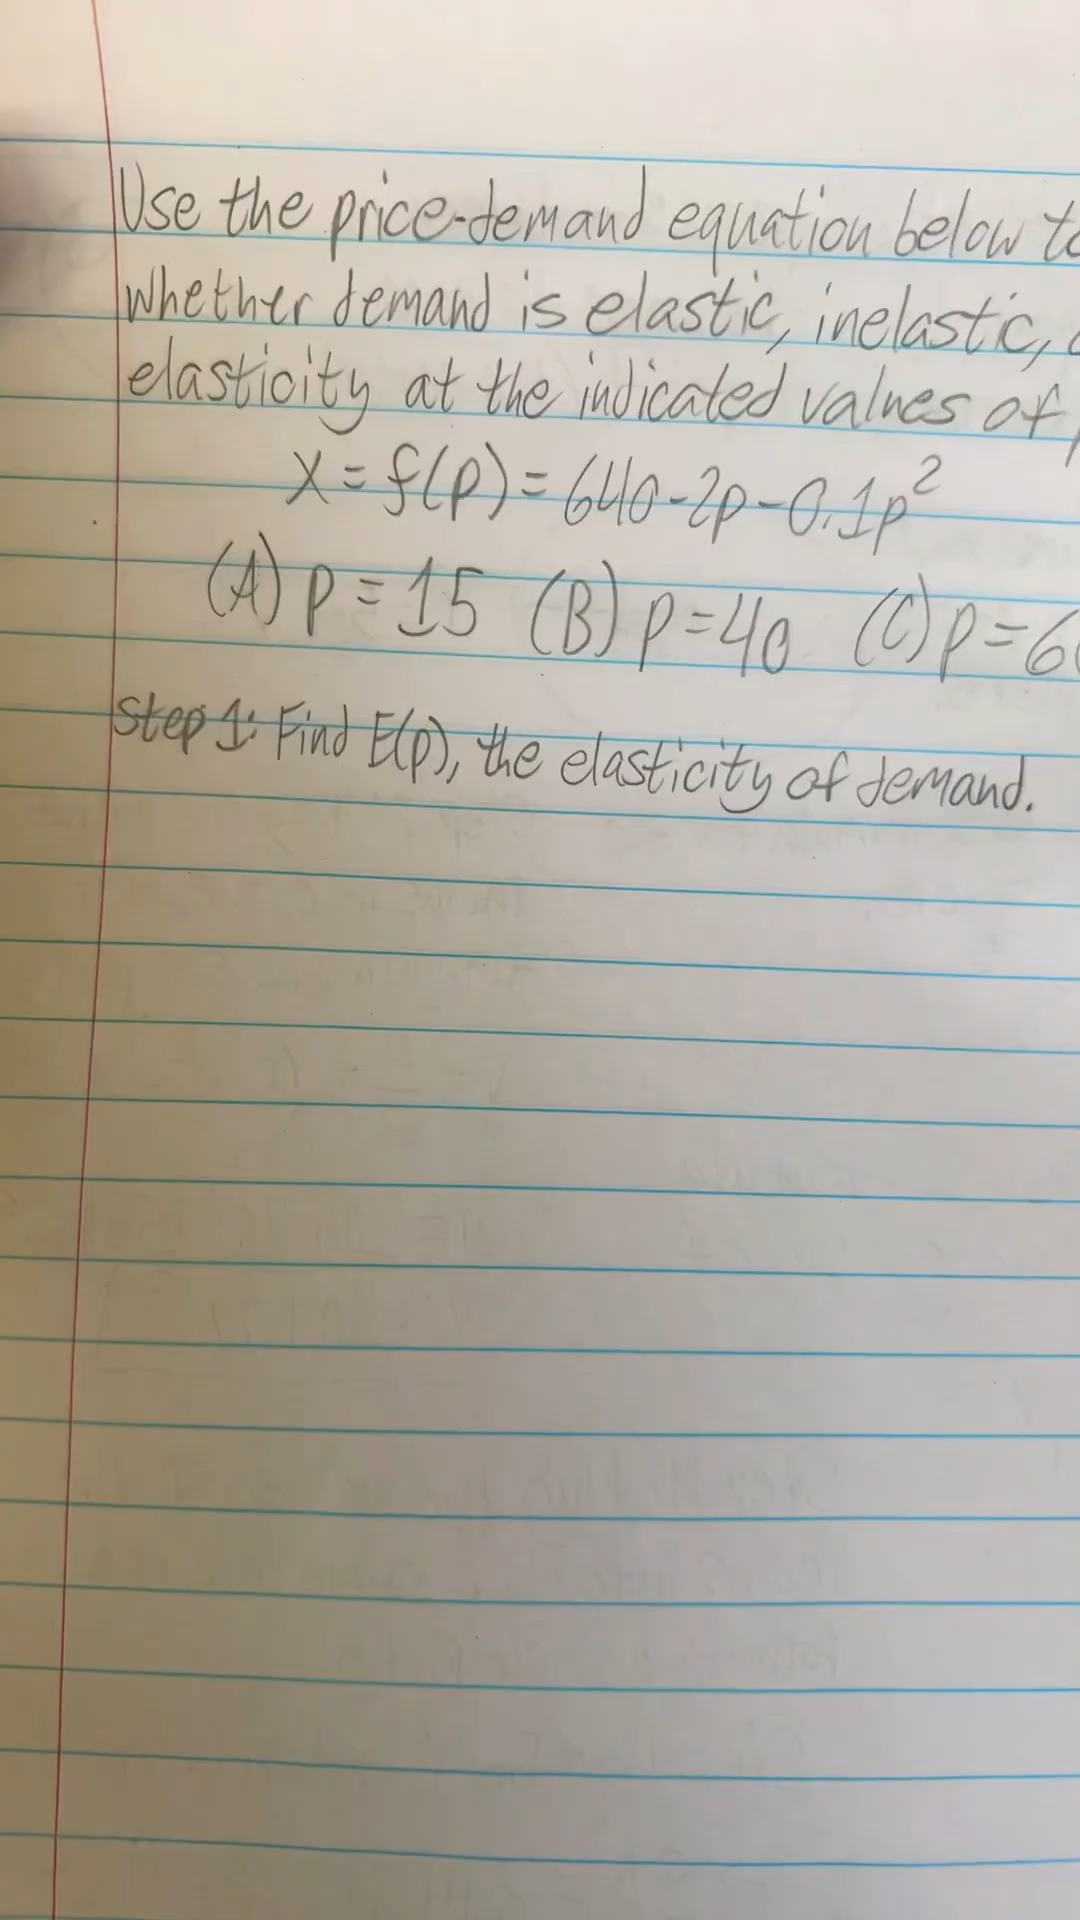 Use the price-demand equation below to
whether demand is elastic, inelastic,
elasticity at the indicated values of
x = f(p) = 640-2p-0.1p²
(A) p = 15 (B) p = 40 (C) p = 60
Step 1: Find E(p), the elasticity of demand.